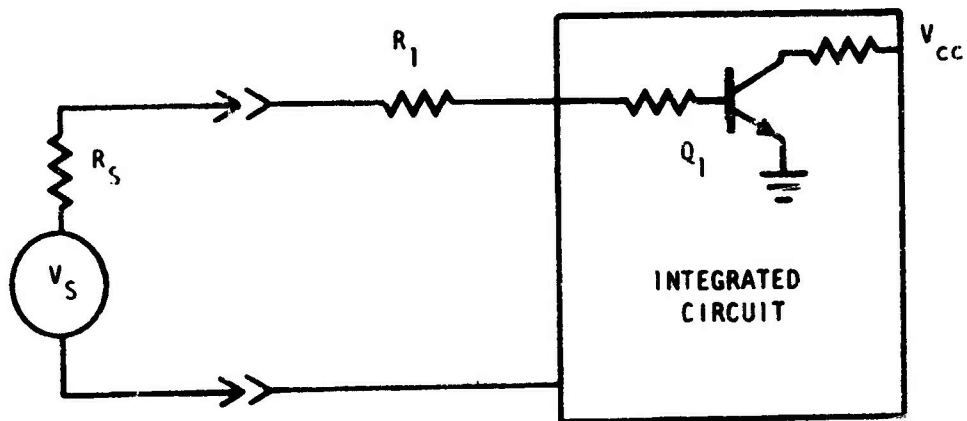 R1
VCC
RS
Q1
VS
INTEGRATED
CIRCUIT